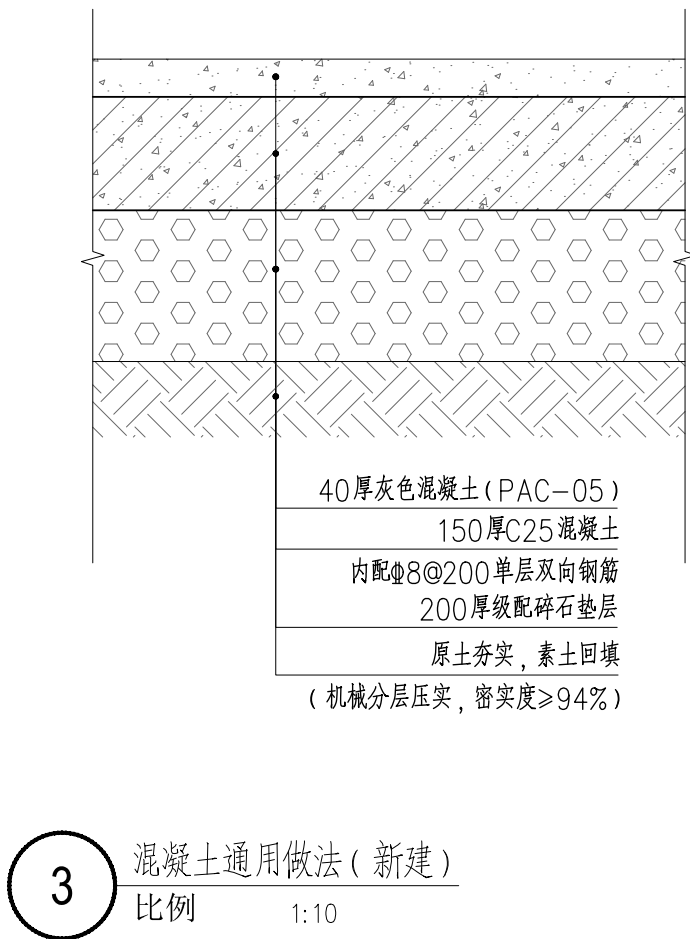 40厚灰色混凝土(PAC-05)
150厚C25混凝土
内配Φ8@200单层双向钢筋
200厚级配碎石垫层
原土夯实,素土回填
(机械分层压实,密实度≥94%)
3
混凝土通用做法(新建)
比例 1:10